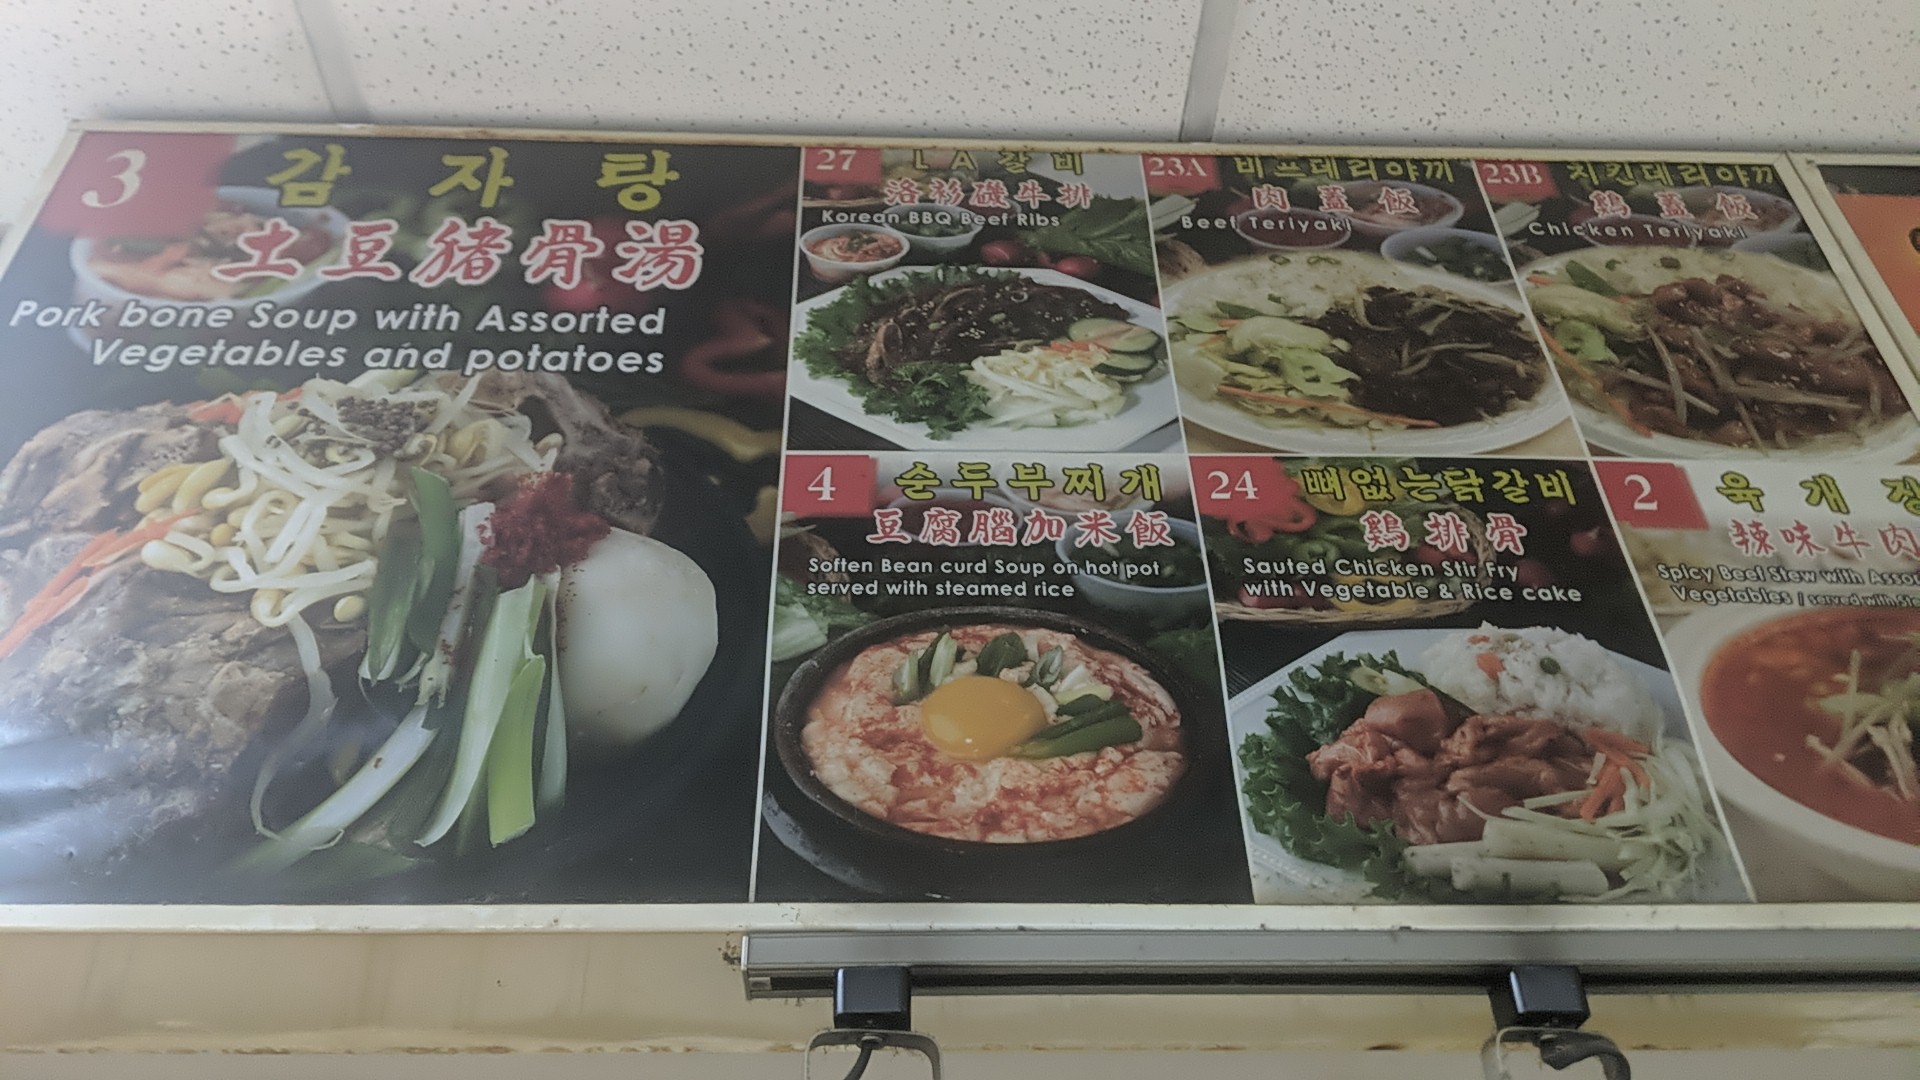 3
감자탕
土豆豬骨湯
Pork bone Soup with Assorted
Vegetables and potatoes
27
LA갈비
洛衫磯牛排
Korean BBQ Beef Ribs
23A
비프데리야끼
肉蓋飯
Beef Teriyaki
23B
치킨데리야끼
鷄蓋飯
Chicken Teriyaki
4
순두부찌개
豆腐腦加米飯
Soften Bean curd Soup on hot pot
served with steamed rice
24
뼈없는닭갈비
鷄排骨
Sauted Chicken Stir Fry
with Vegetable & Rice cake
2
육개
辣味牛肉
Spicy Beef Stew with
Vegetables / served with